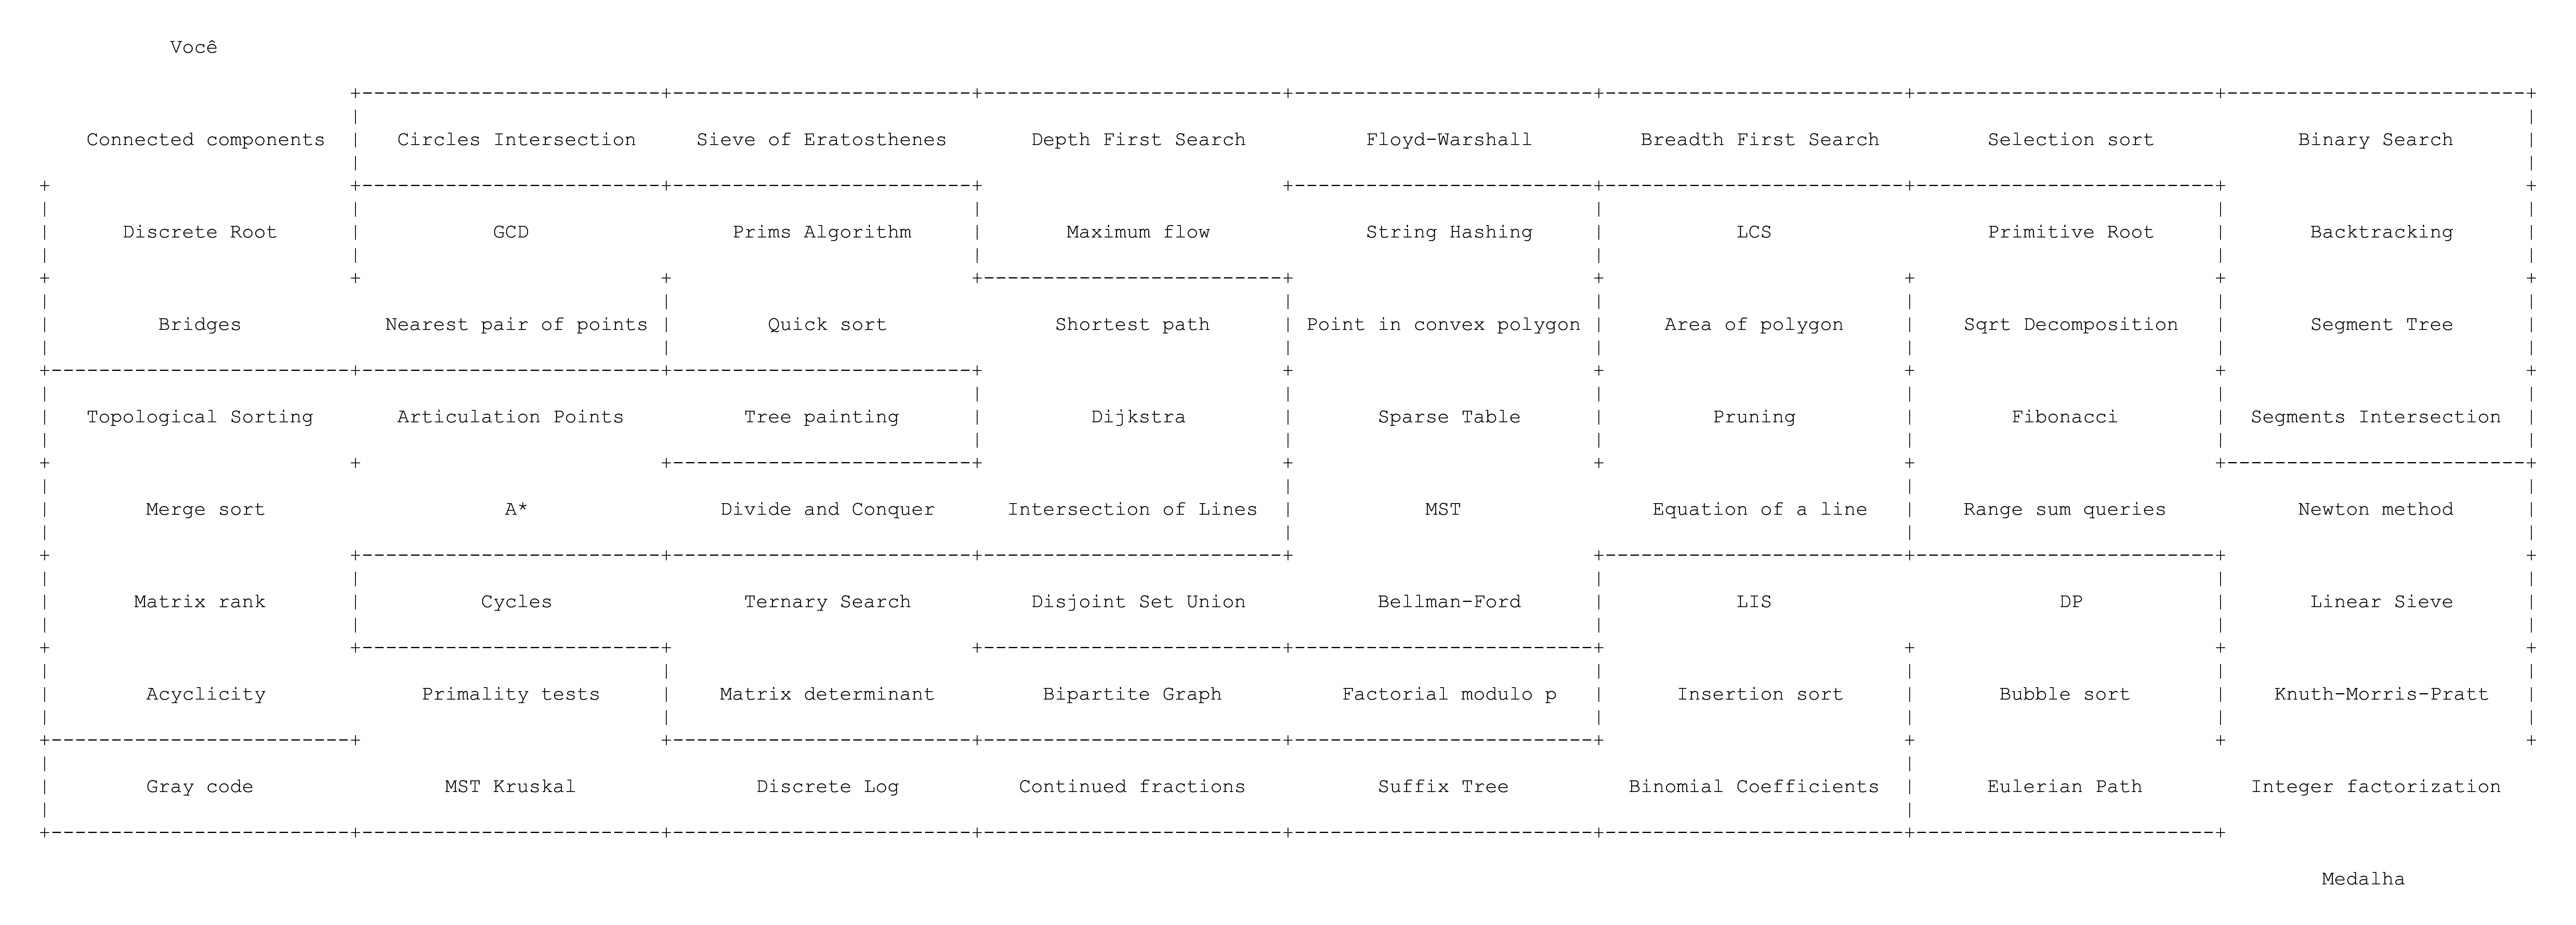 Você
Connected components Circles Intersection Sieve of Eratosthenes Depth First Search Floyd-Warshall Breadth First Search Selection sort Binary Search
Discrete Root GCD Prims Algorithm Maximum flow String Hashing LCS Primitive Root Backtracking
Bridges Nearest pair of points Quick sort Shortest path Point in convex polygon Area of polygon Sqrt Decomposition Segment Tree
Topological Sorting Articulation Points Tree painting Dijkstra Sparse Table Pruning Fibonacci Segments Intersection
Merge sort A* Divide and Conquer Intersection of Lines MST Equation of a line Range sum queries Newton method
Matrix rank Cycles Ternary Search Disjoint Set Union Bellman-Ford LIS DP Linear Sieve
Acyclicity Primality tests Matrix determinant Bipartite Graph Factorial modulo p Insertion sort Bubble sort Knuth-Morris-Pratt
Gray code MST Kruskal Discrete Log Continued fractions Suffix Tree Binomial Coefficients Eulerian Path Integer factorization
Medalha